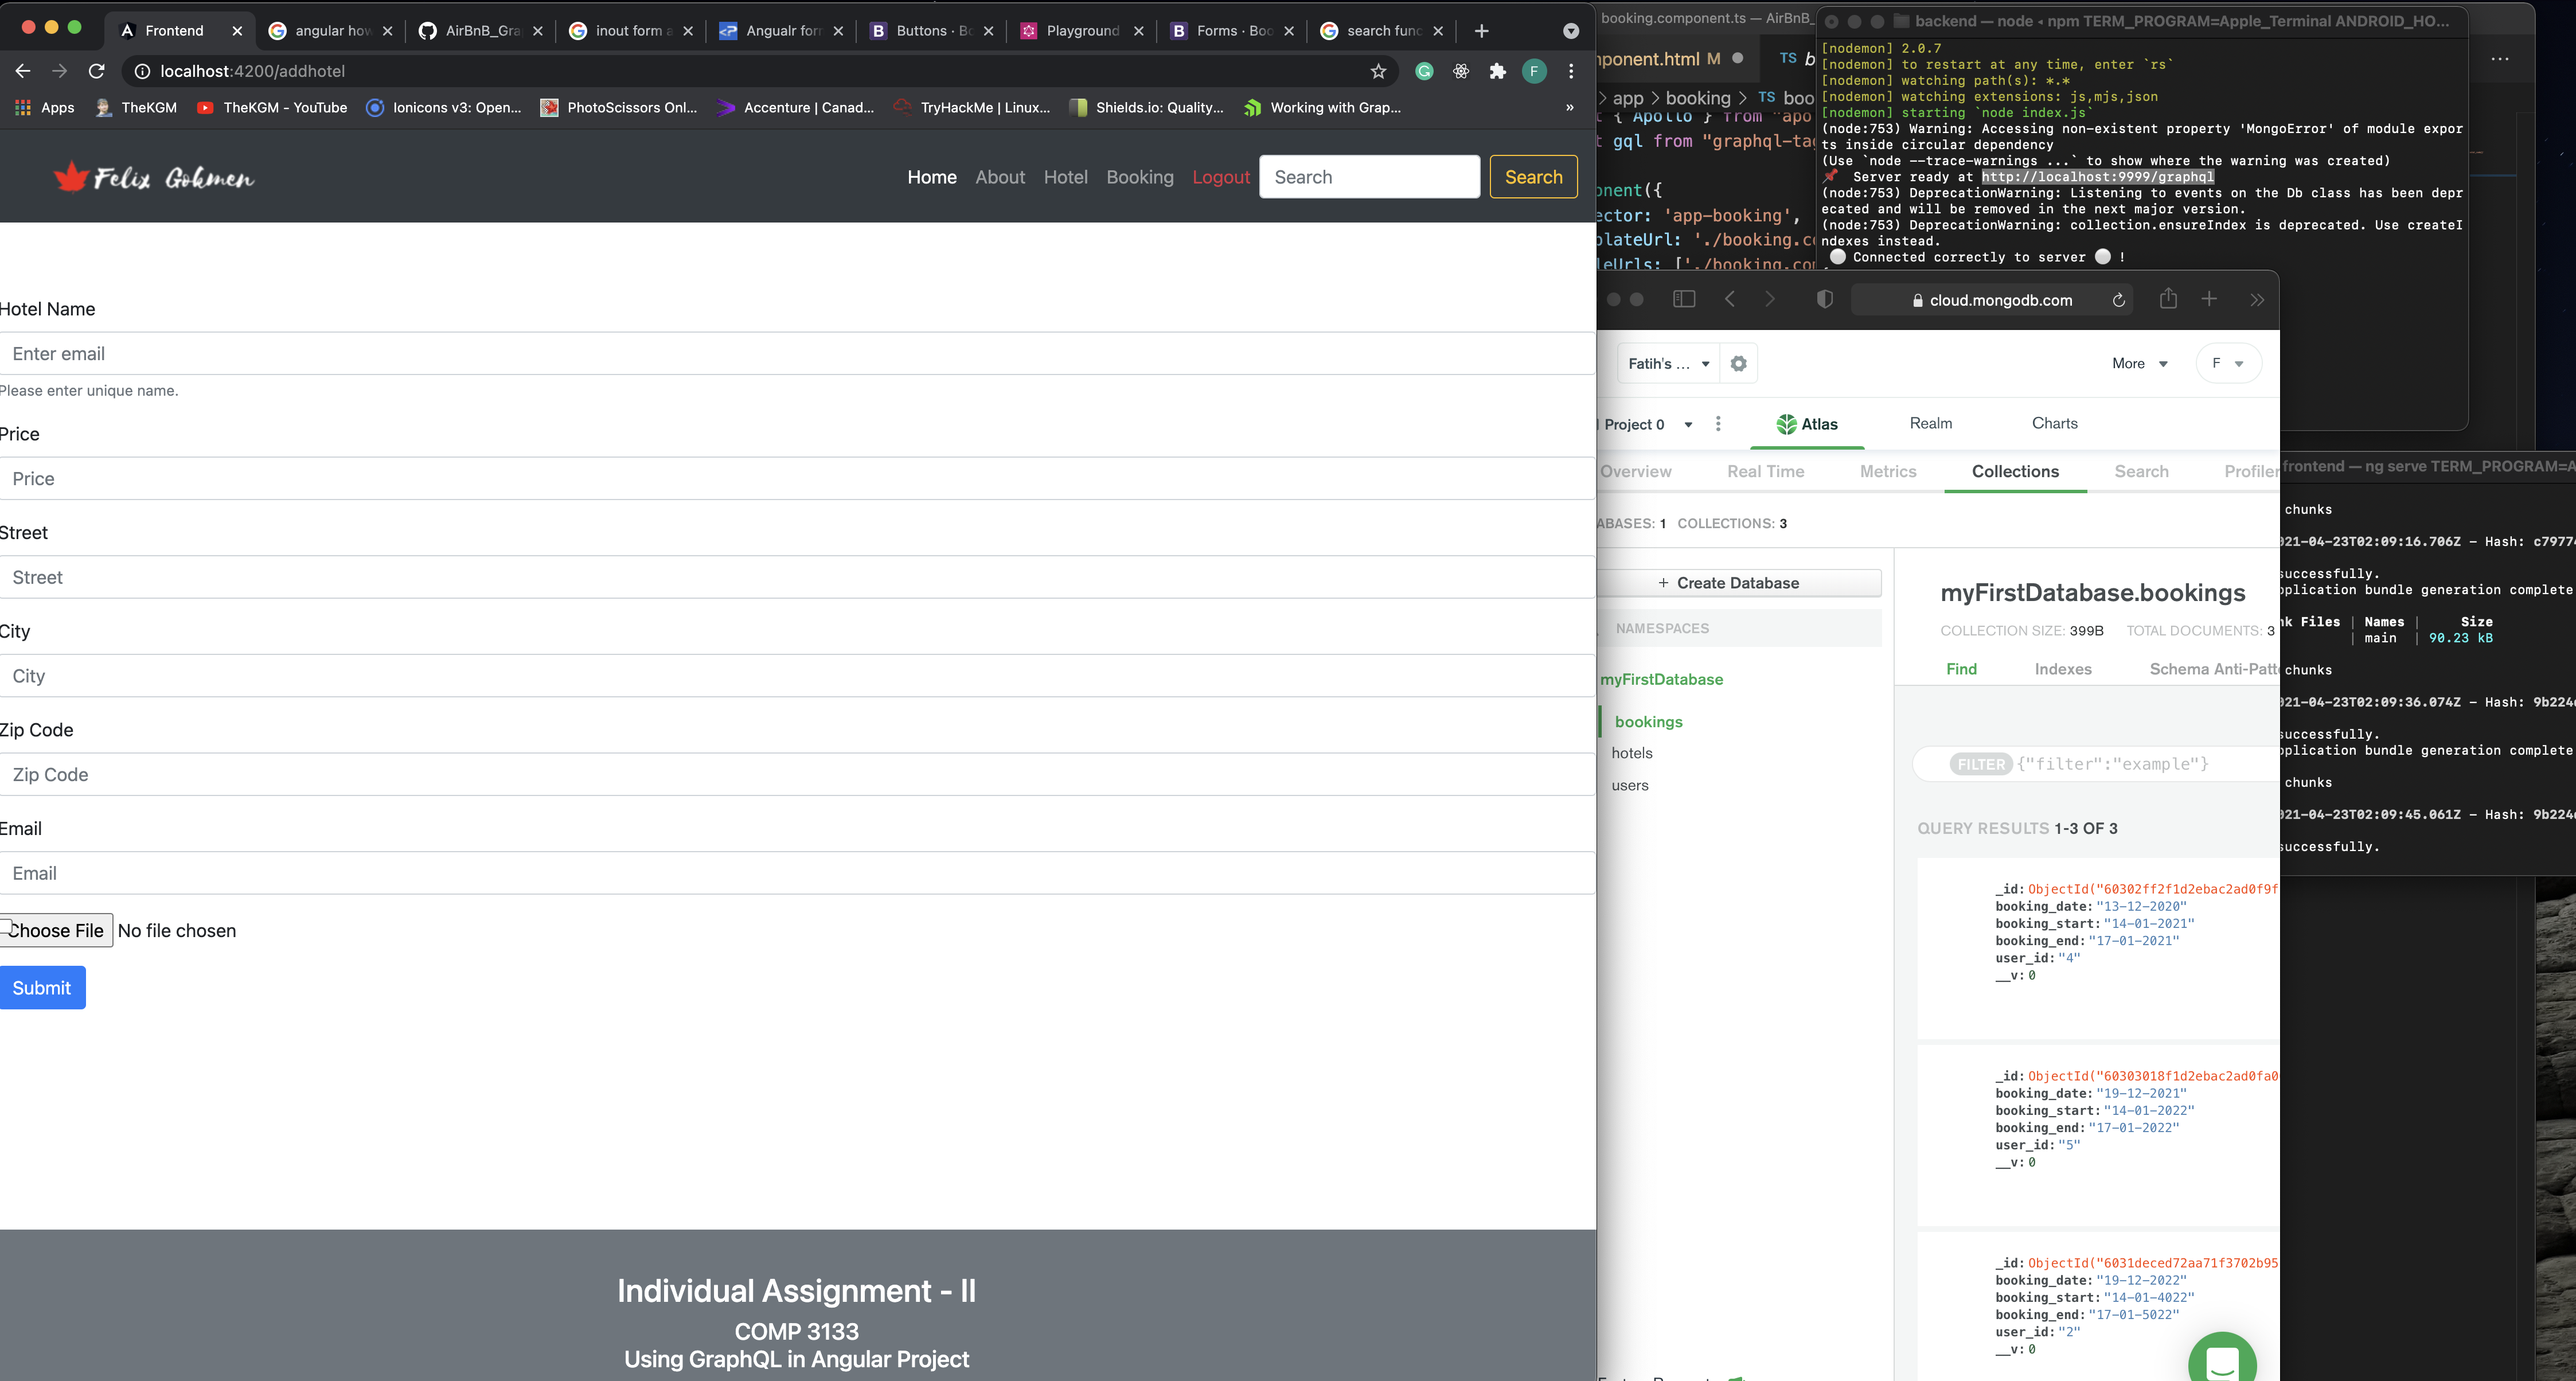 Frontend
angular how
AirBnB_Gra
inout form a
Angualr for
Buttons · Bo
Playground
Forms · Boo
search func
localhost:4200/addhotel
Apps
TheKGM
TheKGM - YouTube
Ionicons v3: Open...
PhotoScissors Onl...
Accenture | Canad...
TryHackMe | Linux...
Shields.io: Quality...
Working with Grap...
»
Felix Gokmen
Home
About
Hotel
Booking
Logout
Search
Search
Hotel Name
Enter email
Please enter unique name.
Price
Price
Street
Street
City
City
Zip Code
Zip Code
Email
Email
Choose File No file chosen
Submit
Individual Assignment - II
COMP 3133
Using GraphQL in Angular Project
booking.component.ts — AirBnB_
ponent.html M
TS b
> app > booking > TS boo
t { Apollo } from "apo
t gql from "graphql-tag
onent({
ector: 'app-booking',
plateUrl: './booking.co
leUrls: ['./booking.com
backend — node ◂ npm TERM_PROGRAM=Apple_Terminal ANDROID_HO...
[nodemon] 2.0.7
[nodemon] to restart at any time, enter `rs`
[nodemon] watching path(s): *.*
[nodemon] watching extensions: js,mjs,json
[nodemon] starting `node index.js`
(node:753) Warning: Accessing non-existent property 'MongoError' of module expor
ts inside circular dependency
(Use `node --trace-warnings ...` to show where the warning was created)
📌 Server ready at http://localhost:9999/graphql
(node:753) DeprecationWarning: Listening to events on the Db class has been depr
ecated and will be removed in the next major version.
(node:753) DeprecationWarning: collection.ensureIndex is deprecated. Use createI
ndexes instead.
⚪ Connected correctly to server ⚪ !
cloud.mongodb.com
Fatih's ...
More
F
Project 0
Atlas
Realm
Charts
Overview
Real Time
Metrics
Collections
Search
Profiler
ABASES: 1 COLLECTIONS: 3
+ Create Database
NAMESPACES
myFirstDatabase
bookings
hotels
users
myFirstDatabase.bookings
COLLECTION SIZE: 399B TOTAL DOCUMENTS: 3
Find
Indexes
Schema Anti-Patte
FILTER {"filter":"example"}
QUERY RESULTS 1-3 OF 3
_id: ObjectId("60302ff2f1d2ebac2ad0f9f
booking_date: "13-12-2020"
booking_start: "14-01-2021"
booking_end: "17-01-2021"
user_id: "4"
__v: 0
_id: ObjectId("60303018f1d2ebac2ad0fa0
booking_date: "19-12-2021"
booking_start: "14-01-2022"
booking_end: "17-01-2022"
user_id: "5"
__v: 0
_id: ObjectId("6031deced72aa71f3702b95
booking_date: "19-12-2022"
booking_start: "14-01-4022"
booking_end: "17-01-5022"
user_id: "2"
__v: 0
frontend — ng serve TERM_PROGRAM=A
chunks
21-04-23T02:09:16.706Z - Hash: c7977
successfully.
plication bundle generation complete
nk Files | Names | Size
| main | 90.23 kB
chunks
21-04-23T02:09:36.074Z - Hash: 9b224
successfully.
plication bundle generation complete
chunks
21-04-23T02:09:45.061Z - Hash: 9b224
successfully.